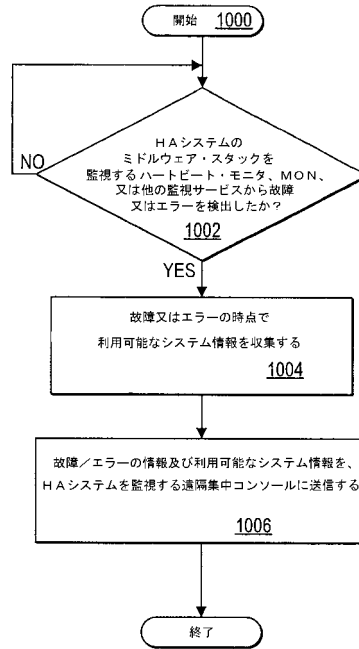 開始 1000
HAシステムの
ミドルウェア・スタックを
監視するハートビート・モニタ、MON、
又は他の監視サービスから故障
又はエラーを検出したか？
1002
NO
YES
故障又はエラーの時点で
利用可能なシステム情報を収集する
1004
故障／エラーの情報及び利用可能なシステム情報を、
HAシステムを監視する遠隔集中コンソールに送信する
1006
終了